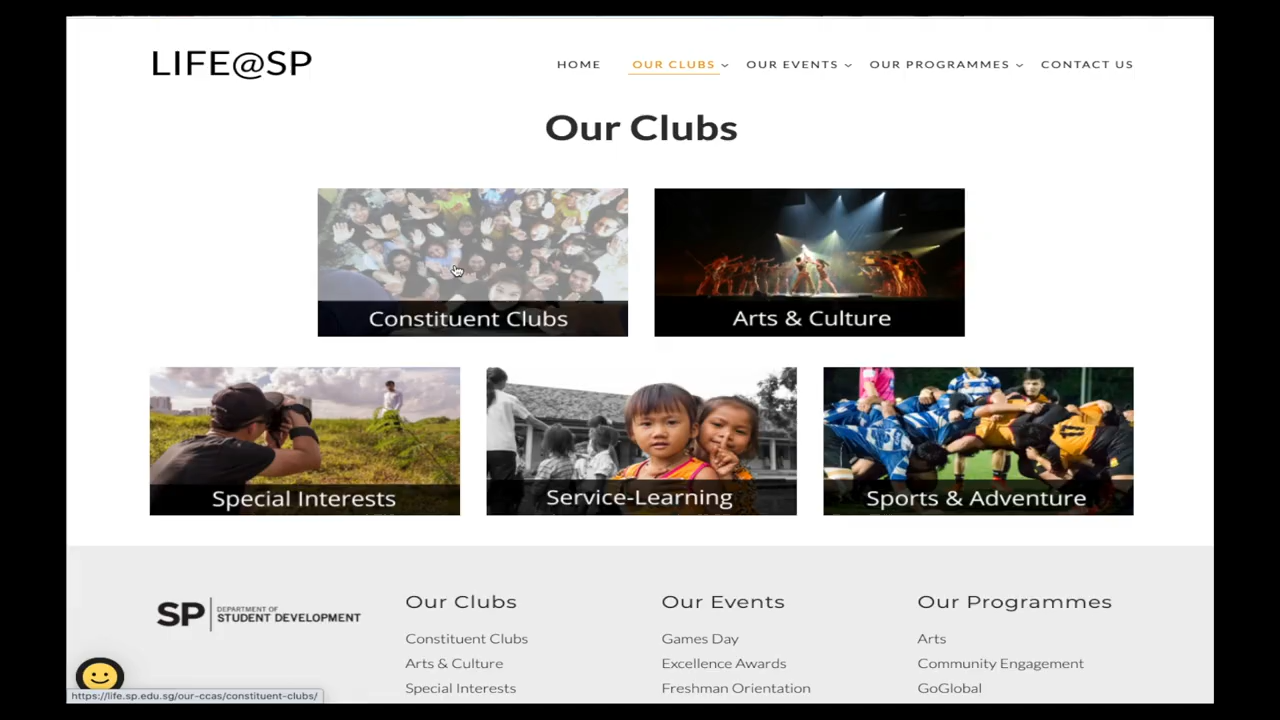 LIFE@SP
HOME
OUR CLUBS
OUR EVENTS
OUR PROGRAMMES
CONTACT US
Our Clubs
Constituent Clubs
Arts & Culture
Special Interests
Service-Learning
Sports & Adventure
SP DEPARTMENT OF
STUDENT DEVELOPMENT
Our Clubs
Constituent Clubs
Arts & Culture
Special Interests
Our Events
Games Day
Excellence Awards
Freshman Orientation
Our Programmes
Arts
Community Engagement
GoGlobal
https://life.sp.edu.sg/our-ccas/constituent-clubs/